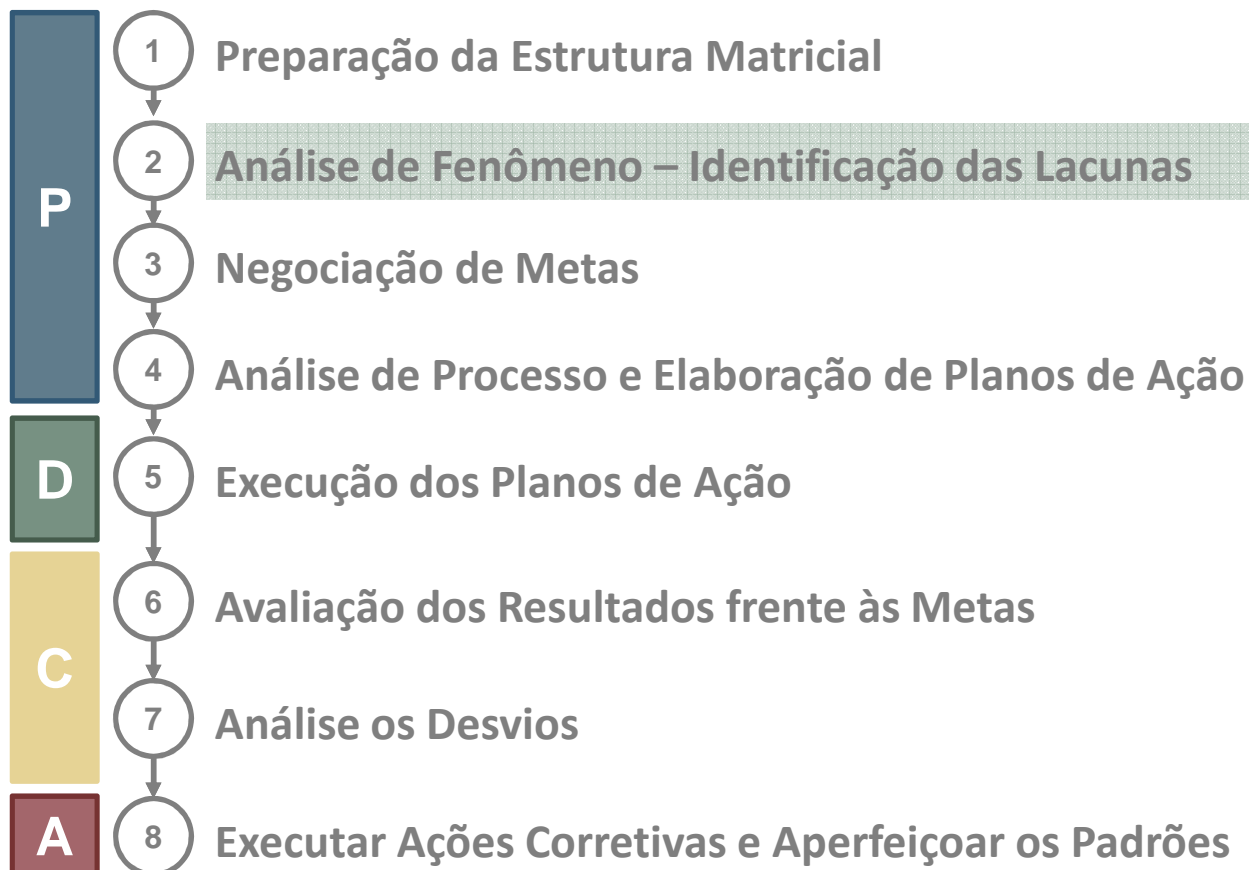 P
1 Preparação da Estrutura Matricial
2 Análise de Fenômeno – Identificação das Lacunas
3 Negociação de Metas
4 Análise de Processo e Elaboração de Planos de Ação
D
5 Execução dos Planos de Ação
C
6 Avaliação dos Resultados frente às Metas
7 Análise os Desvios
A
8 Executar Ações Corretivas e Aperfeiçoar os Padrões